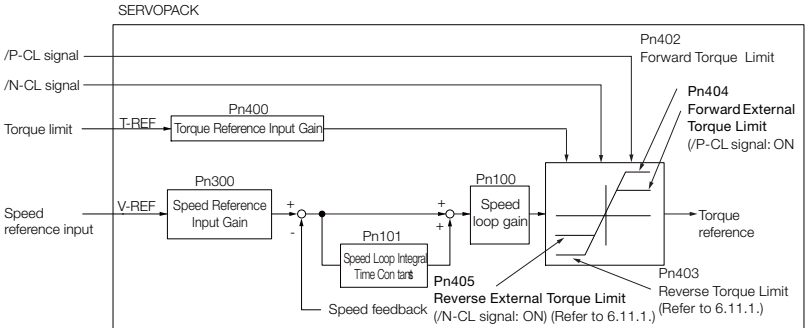 SERVOPACK
/P-CL signal
/N-CL signal
Pn402
Forward Torque Limit
Pn404
Forward External
Torque Limit
(/P-CL signal: ON
Pn400
Torque limit
T-REF
Torque Reference Input Gain
Pn300
Pn100
Speed
reference input
V-REF
Speed Reference
Input Gain
+
-
+
+
Speed
loop gain
Torque
reference
Pn101
Speed Loop Integral
Time Con tants
Speed feedback
Pn405
Reverse External Torque Limit
(/N-CL signal: ON) (Refer to 6.11.1.)
Pn403
Reverse Torque Limit
(Refer to 6.11.1.)